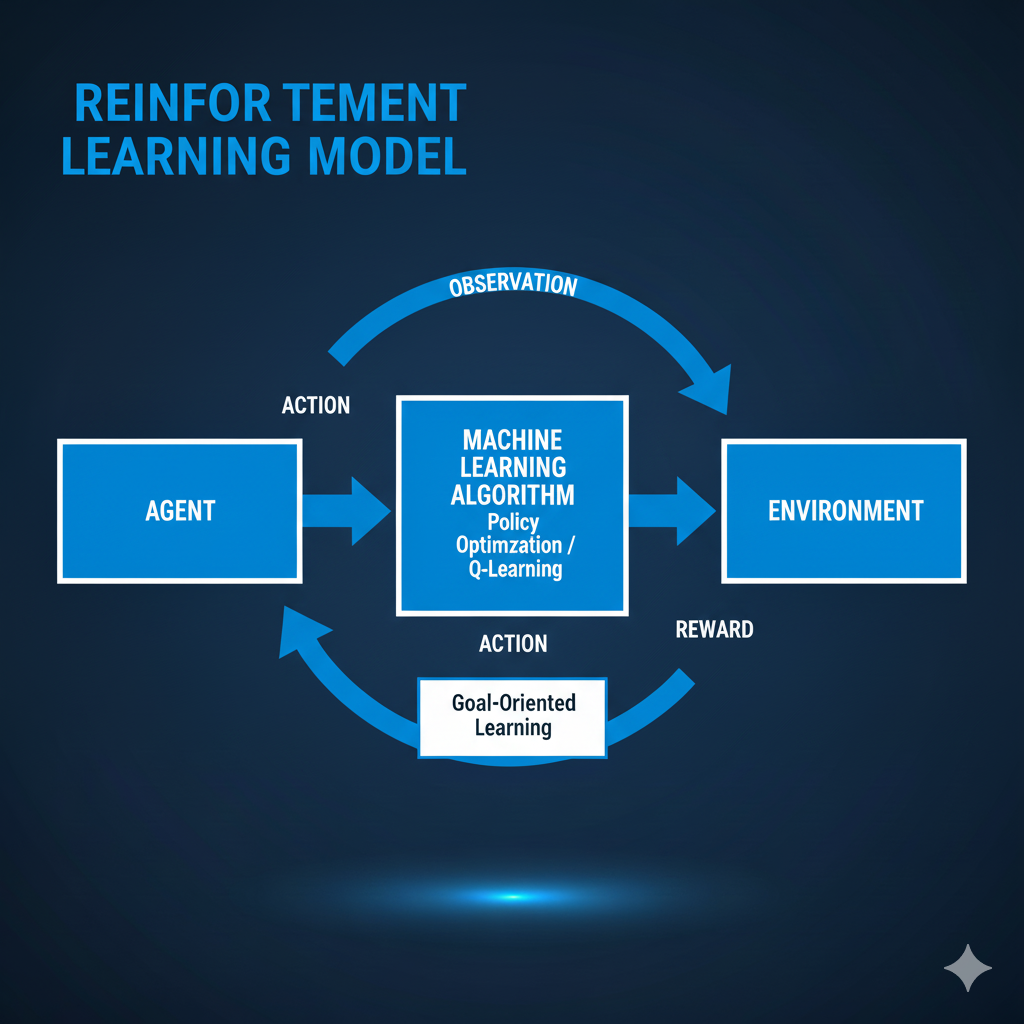 REINFOR TEMENT
LEARNING MODEL
OBSERVATION
ACTION
AGENT
MACHINE
LEARNING
ALGORITHM
Policy
Optimzation /
Q-Learning
ENVIRONMENT
ACTION
REWARD
Goal-Oriented
Learning